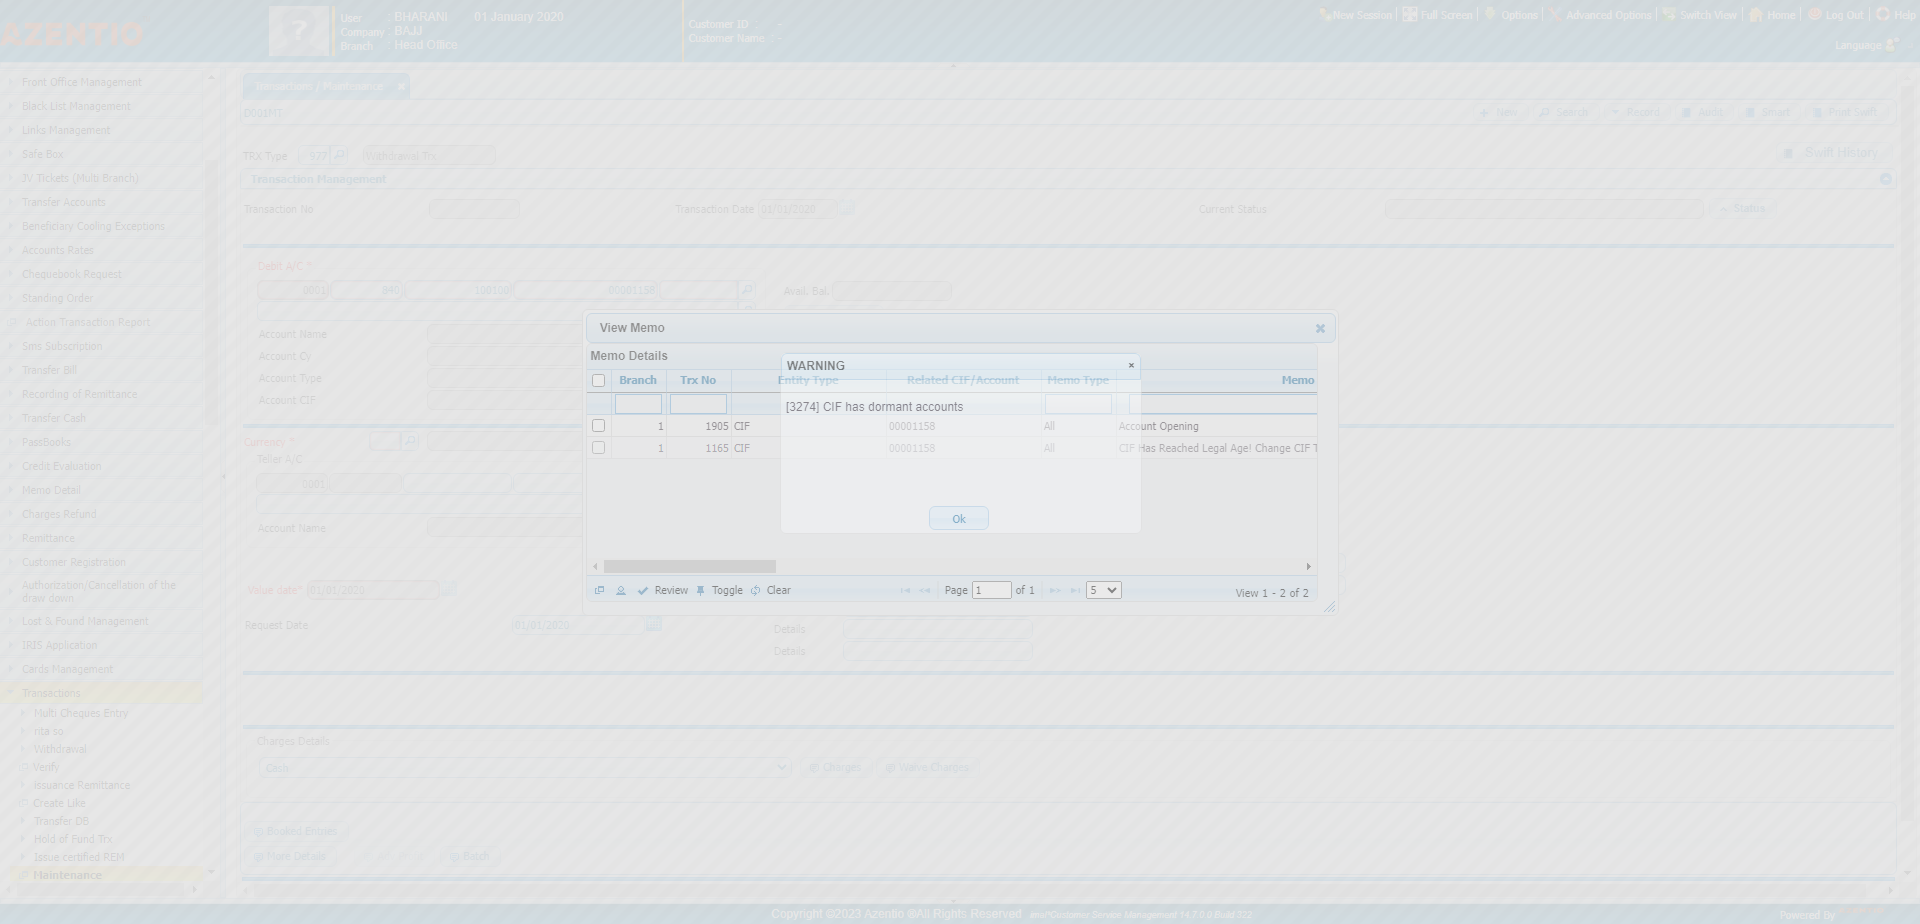 AZENTIO
User BHARANI 01 January 2020
Company BAJJ
Branch Head Office
Customer ID -
Customer Name -
New Session Full Screen Options Advanced Options Switch View Home Log Out Help
Language
Front Office Management
Black List Management
Links Management
Safe Box
JV Tickets (Multi Branch)
Transfer Accounts
Beneficiary Cooling Exceptions
Accounts Rates
Chequebook Request
Standing Order
Action Transaction Report
Sms Subscription
Transfer Bill
Recording of Remittance
Transfer Cash
PassBooks
Credit Evaluation
Memo Detail
Charges Refund
Remittance
Customer Registration
Authorization/Cancellation of the
draw down
Lost & Found Management
IRIS Application
Cards Management
Transactions
Multi Cheques Entry
rita so
Withdrawal
Verify
issuance Remittance
Create Like
Transfer DB
Hold of Fund Trx
Issue certified REM
Maintenance
Transactions / Maintenance
D001MT
New Search Record Audit Smart Print Swift
TRX Type 927 Withdrawal Trx
Swift History
Transaction Management
Transaction No Transaction Date 01/01/2020 Current Status Status
Debit A/C *
0001 840 100100 00001158 Avail. Bal.
Account Name
Account Cy
Account Type
Account CIF
Currency *
Teller A/C
0001
Account Name
Value date* 01/01/2020
Request Date 01/01/2020
Details
Details
Charges Details
Cash Charges Waive Charges
Booked Entries
More Details Batch
View Memo
Memo Details
Branch Trx No Entity Type Related CIF/Account Memo Type Memo
1 1905 CIF 00001158 All Account Opening
1 1165 CIF 00001158 All CIF Has Reached Legal Age! Change CIF T
Review Toggle Clear Page 1 of 1 5 View 1 - 2 of 2
WARNING
[3274] CIF has dormant accounts
Ok
Copyright ©2023 Azentio ®All Rights Reserved Customer Service Management 14.7.0.0 Build 922
Powered By